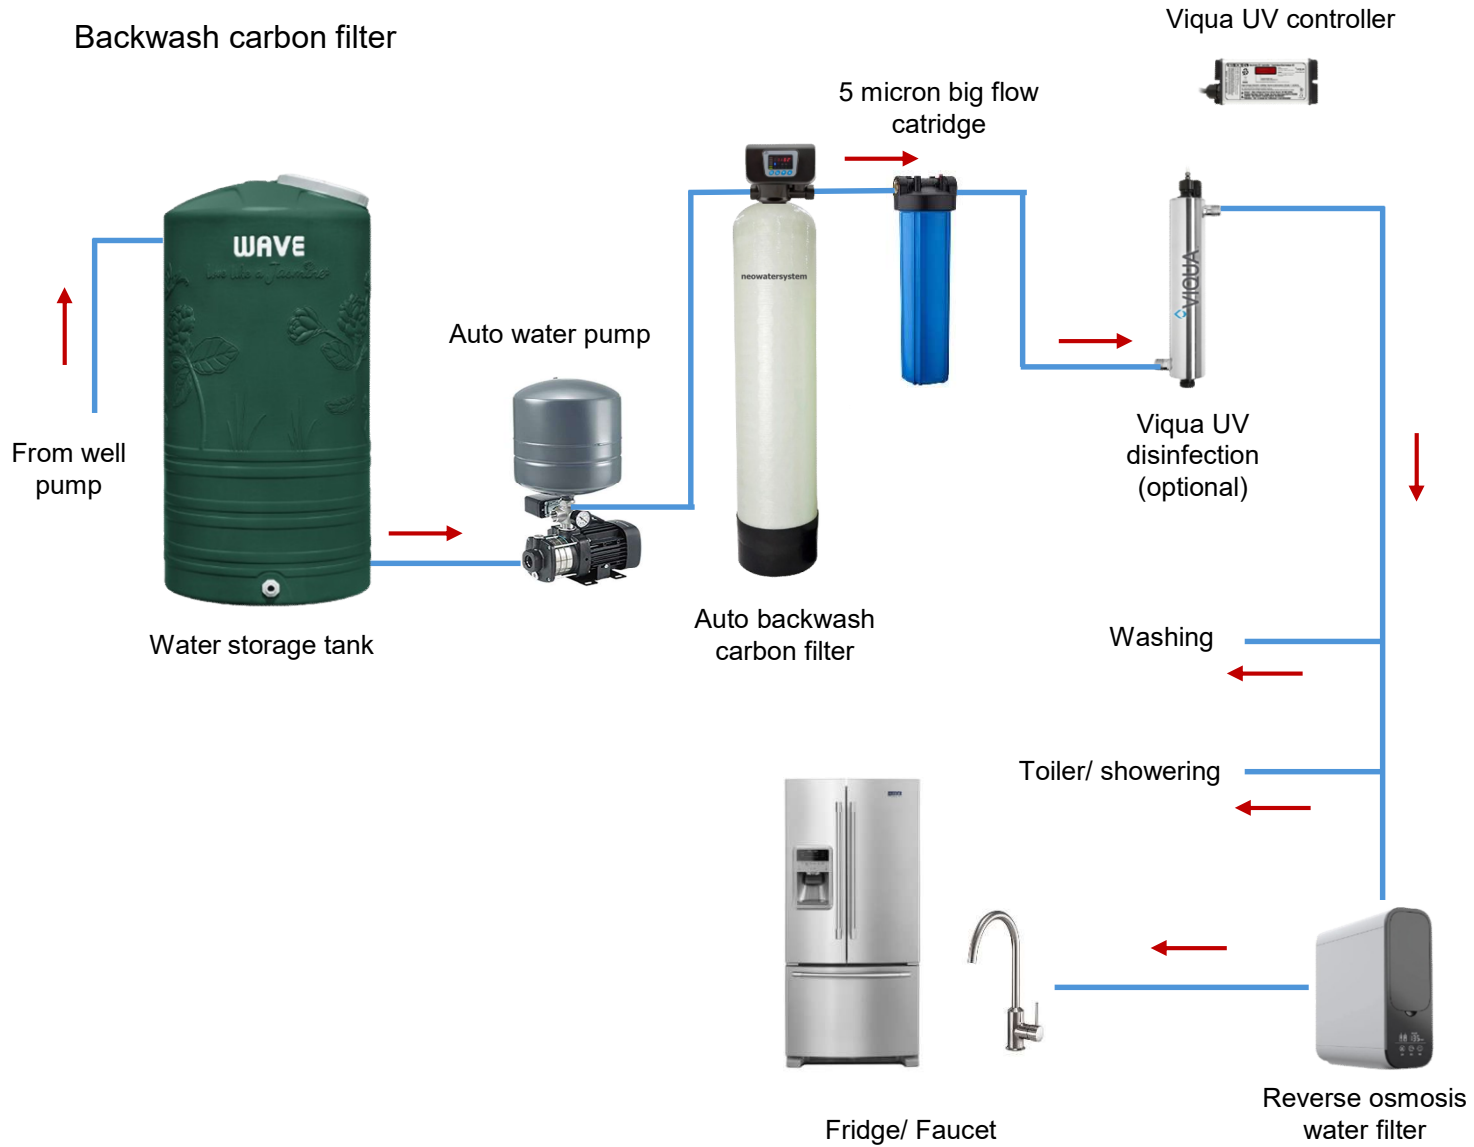 Backwash carbon filter
Viqua UV controller
5 micron big flow
catridge
WAVE
neowatersystem
VIQUA
Auto water pump
From well
pump
Viqua UV
disinfection
(optional)
Water storage tank
Auto backwash
carbon filter
Washing
Toiler/ showering
Fridge/ Faucet
Reverse osmosis
water filter